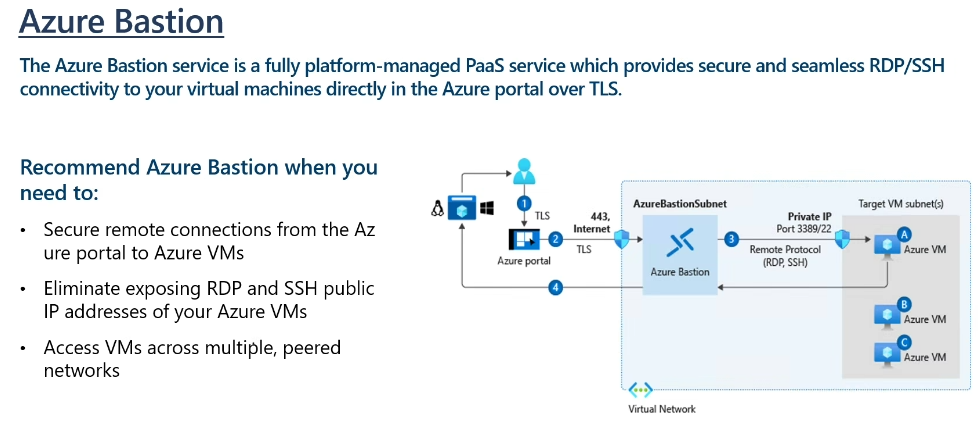 Azure Bastion
The Azure Bastion service is a fully platform-managed PaaS service which provides secure and seamless RDP/SSH
connectivity to your virtual machines directly in the Azure portal over TLS.
Recommend Azure Bastion when you
need to:
• Secure remote connections from the Az
ure portal to Azure VMs
• Eliminate exposing RDP and SSH public
IP addresses of your Azure VMs
• Access VMs across multiple, peered
networks
1
TLS
Azure portal
2
443,
Internet
TLS
AzureBastionSubnet
Azure Bastion
3
Private IP
Port 3389/22
Remote Protocol
(RDP, SSH)
Target VM subnet(s)
A
Azure VM
4
B
Azure VM
C
Azure VM
Virtual Network